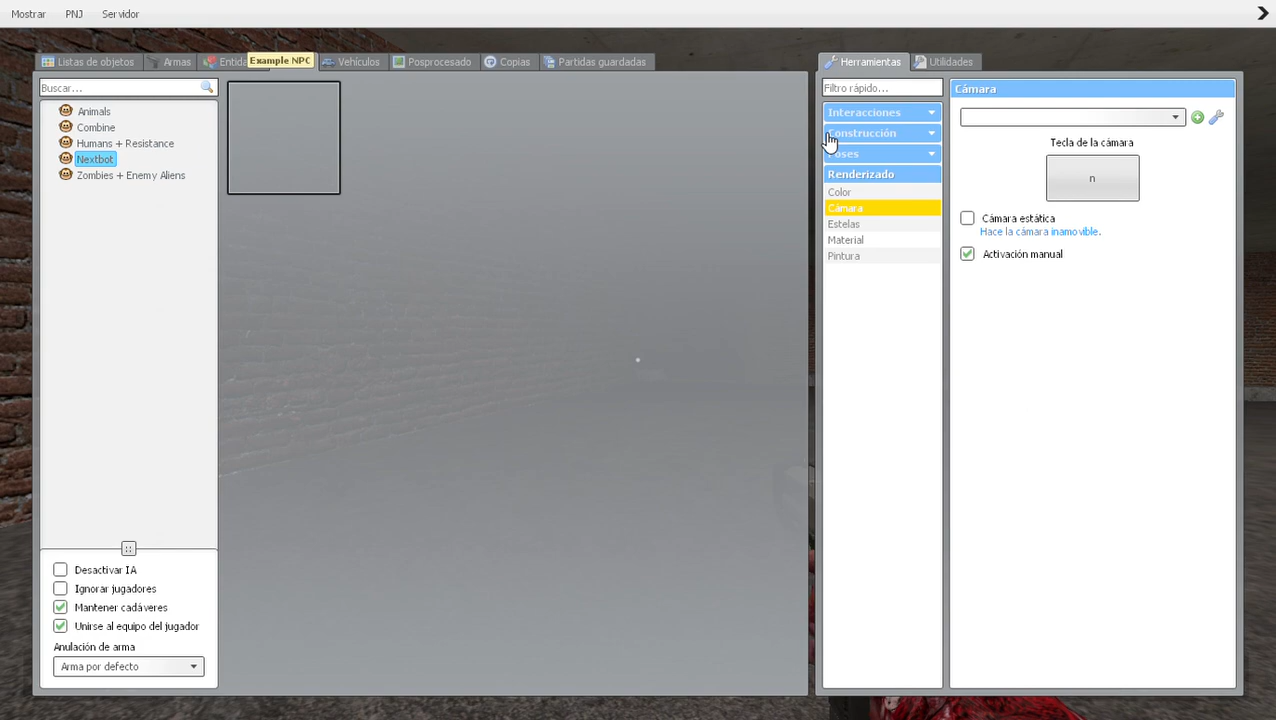 Mostrar PNJ Servidor
Listas de objetos Armas Entida Example NPC Vehículos Posprocesado Copias Partidas guardadas
Buscar...
Animals
Combine
Humans + Resistance
Nextbot
Zombies + Enemy Aliens
Desactivar IA
Ignorar jugadores
Mantener cadáveres
Unirse al equipo del jugador
Anulación de arma
Arma por defecto
Herramientas Utilidades
Filtro rápido...
Interacciones
Construcción
Poses
Renderizado
Color
Cámara
Estelas
Material
Pintura
Cámara
Tecla de la cámara
n
Cámara estática
Hace la cámara inamovible.
Activación manual